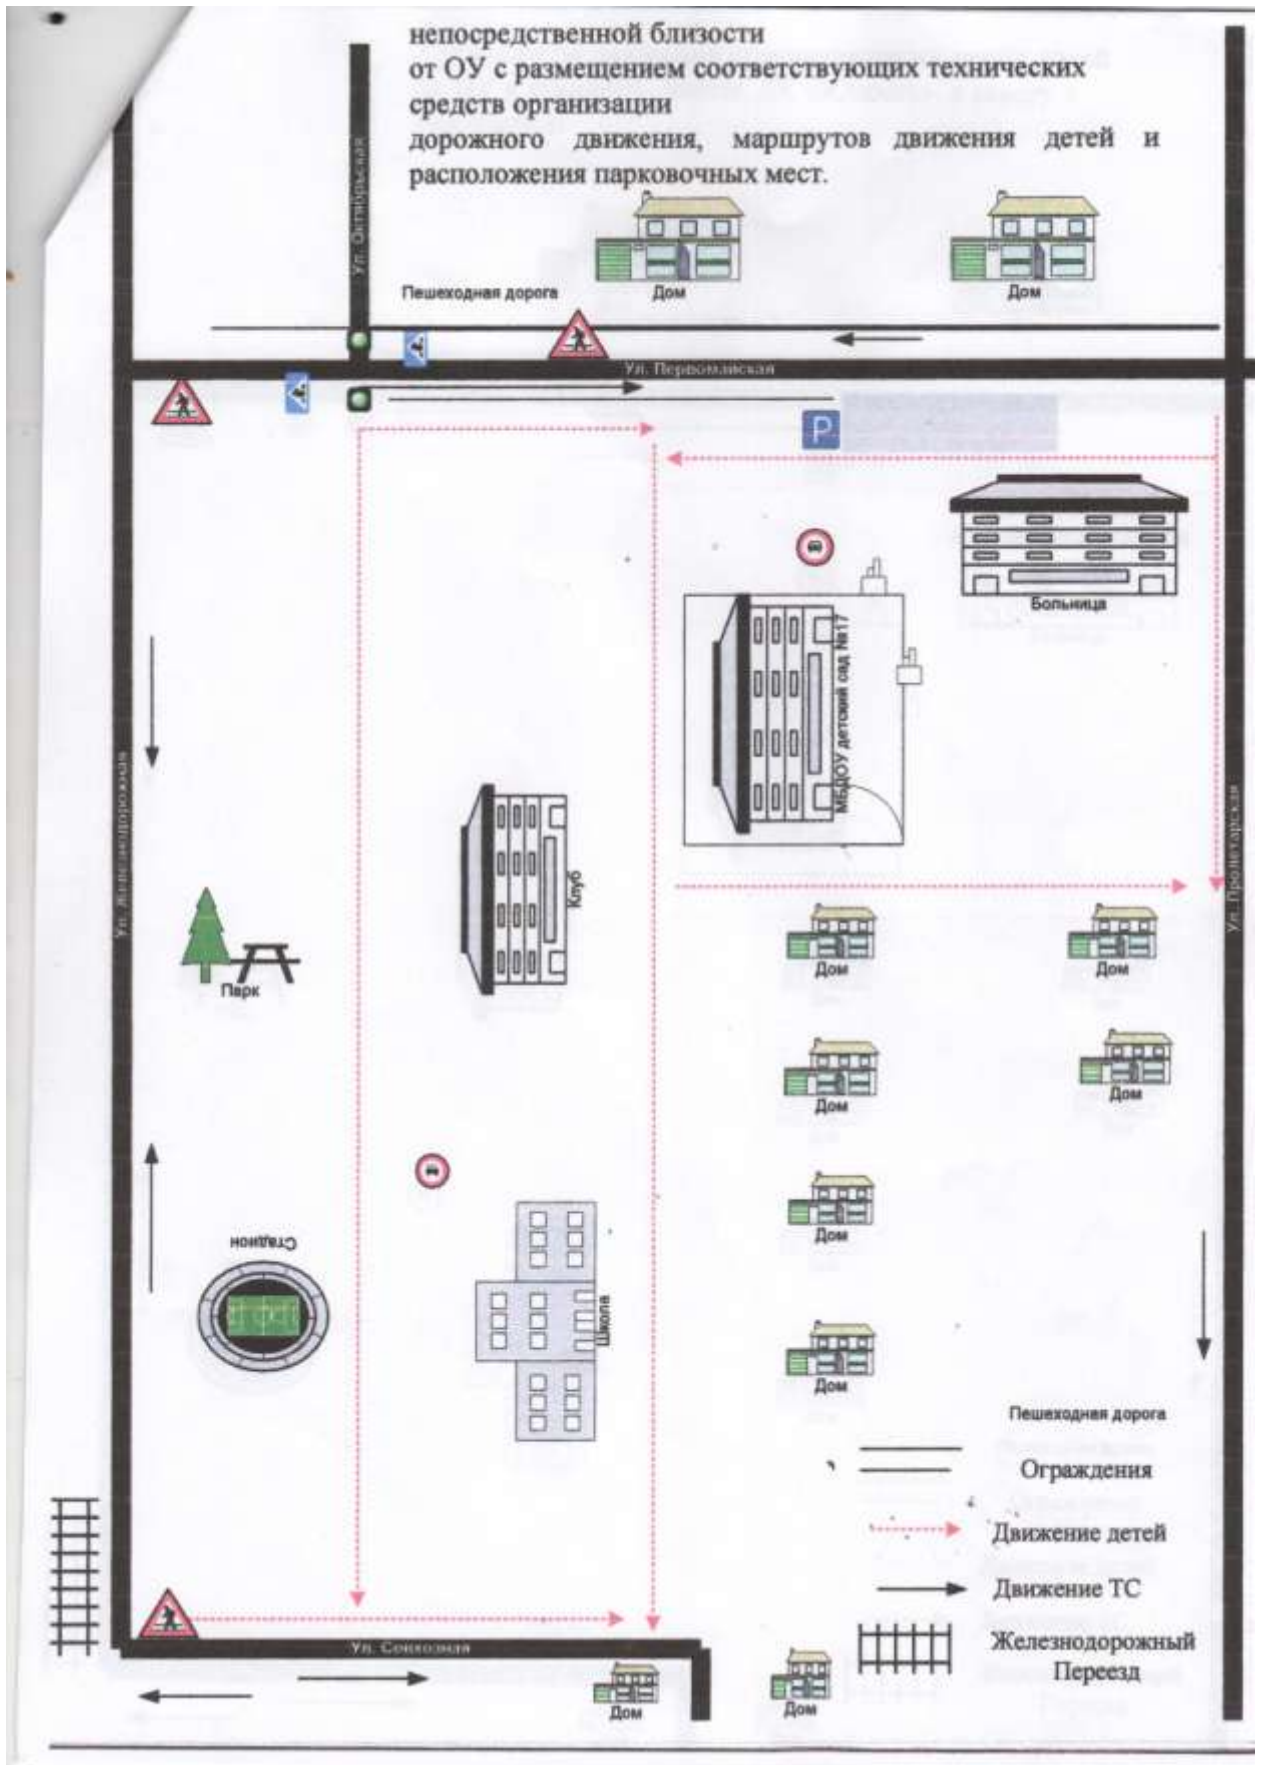 непосредственной близости
от ОУ с размещением соответствующих технических
средств организации
дорожного движения, маршрутов движения детей и
расположения парковочных мест.
Ул. Октябрьская
Пешеходная дорога
Дом
Дом
Ул. Первомайская
P
Больница
МБДОУ детский сад №17
Ул. Железнодорожная
Клуб
Ул. Пролетарская
Парк
Дом
Дом
Дом
Дом
Дом
Стадион
Школа
Дом
Пешеходная дорога
Ограждения
Движение детей
Движение ТС
Железнодорожный
Переезд
Ул. Совхозная
Дом
Дом